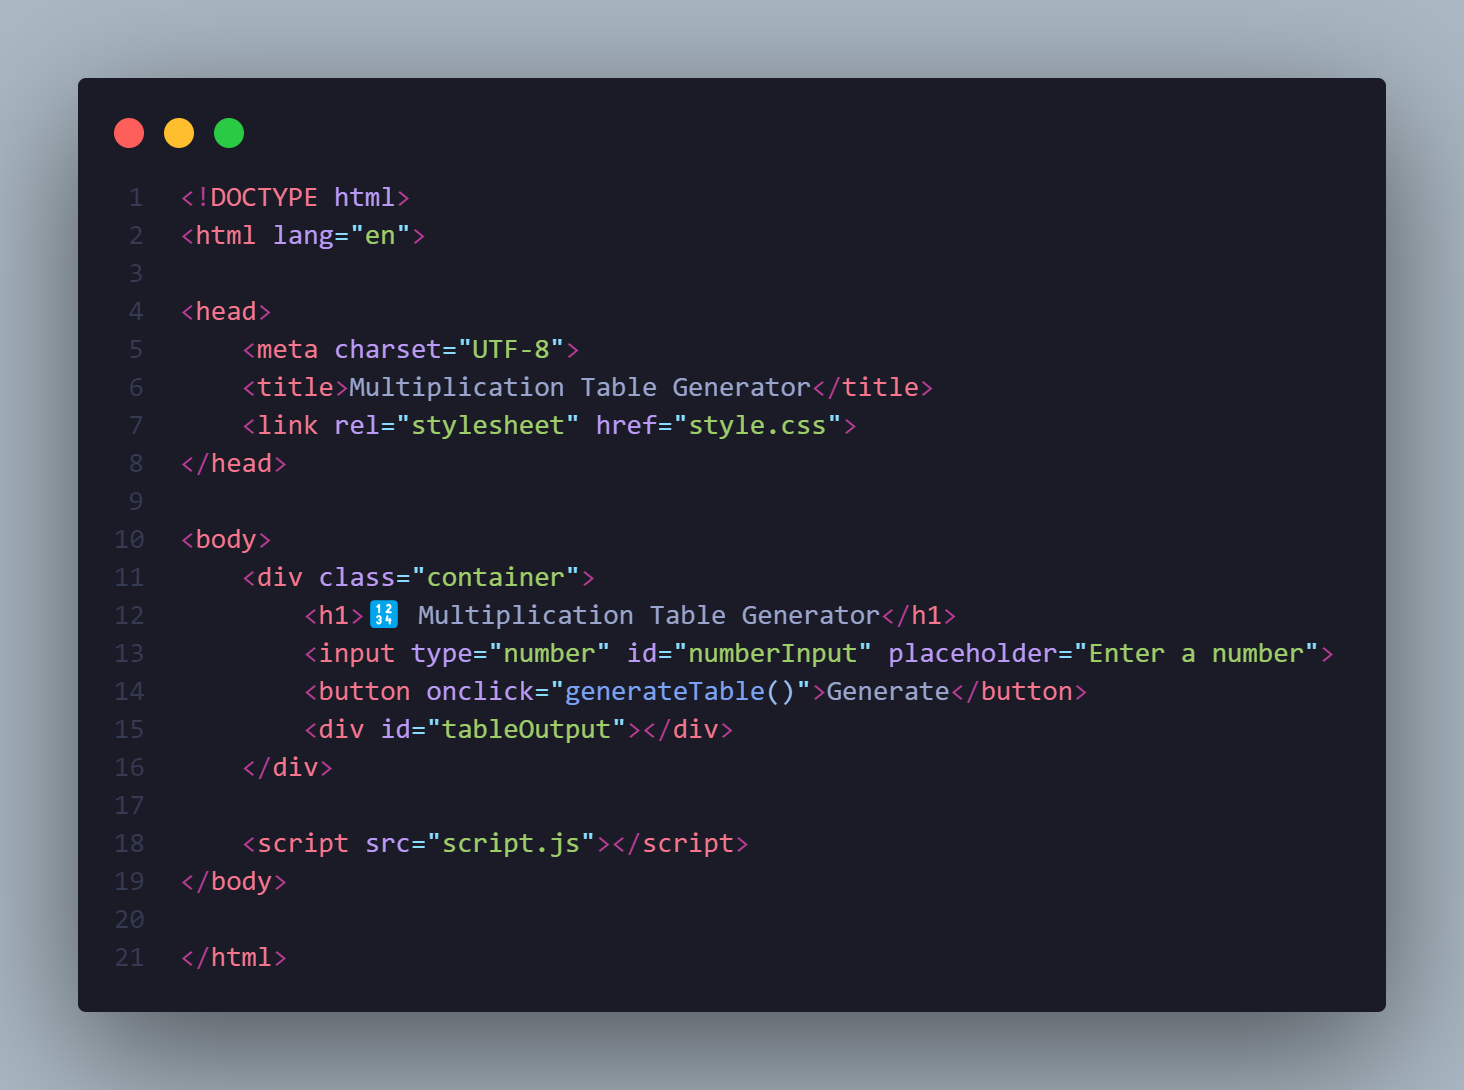 1 <!DOCTYPE html>
2 <html lang="en">
3
4 <head>
5     <meta charset="UTF-8">
6     <title>Multiplication Table Generator</title>
7     <link rel="stylesheet" href="style.css">
8 </head>
9
10 <body>
11     <div class="container">
12         <h1>🔢 Multiplication Table Generator</h1>
13         <input type="number" id="numberInput" placeholder="Enter a number">
14         <button onclick="generateTable()">Generate</button>
15         <div id="tableOutput"></div>
16     </div>
17
18     <script src="script.js"></script>
19 </body>
20
21 </html>